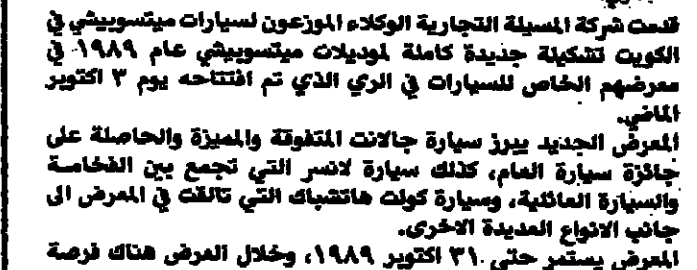 قدمت شركة المسيلة التجارية الوكلاء الموزعون لسيارات ميتسوبيشي في
الكويت تشكيلة جديدة كاملة لموديلات ميتسوبيشي عام ١٩٨٩ في
معرضهم الخاص للسيارات في الري الذي تم افتتاحه يوم ٣ اكتوبر
الماضي.
المعرض الجديد يبرز سيارة جالانت المتفوقة والمميزة والحاصلة على
جائزة سيارة العام، كذلك سيارة لانسر التي تجمع بين الفخامة
والسيارة العائلية، وسيارة كولت هاتشباك التي تالقت في المعرض الى
جانب الانواع العديدة الاخرى.
المعرض يستمر حتى ٣١ اكتوبر ١٩٨٩، وخلال العرض هناك فرصة